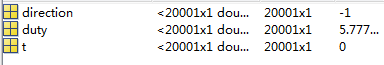 direction <20001x1 dou... 20001x1 -1
duty <20001x1 dou... 20001x1 5.777...
t <20001x1 dou... 20001x1 0